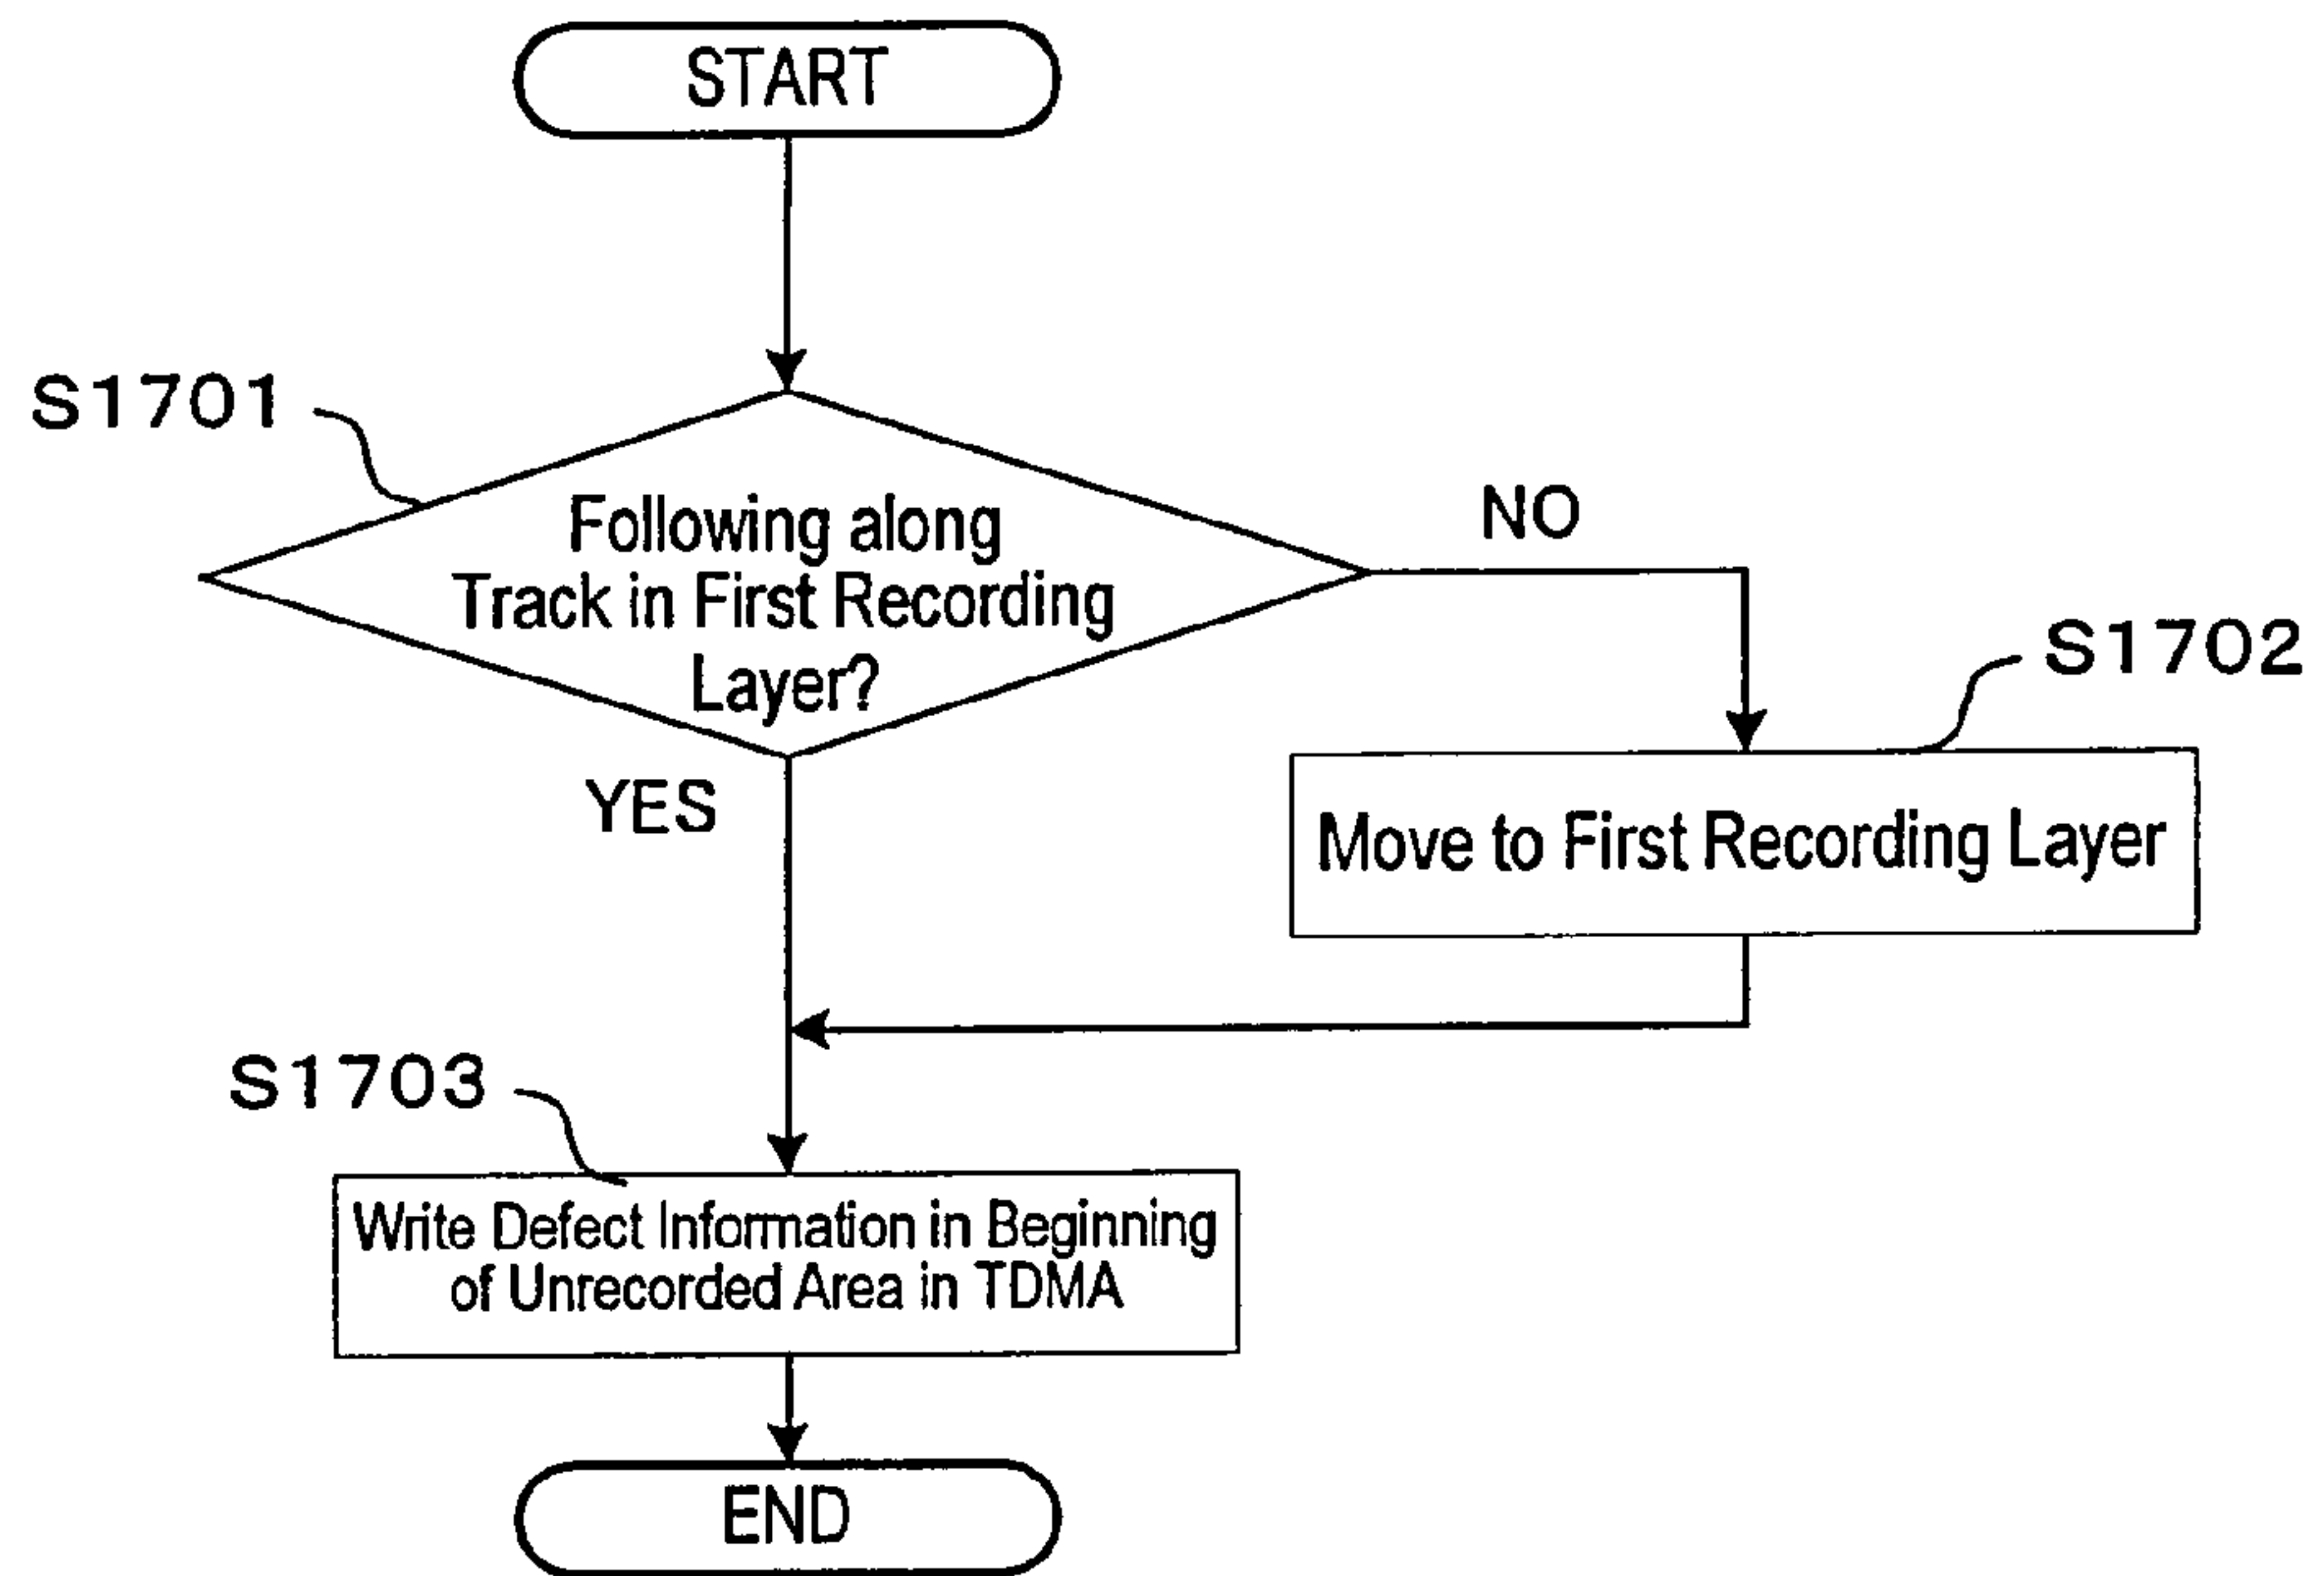 START
S1701
Following along
Track in First Recording
Layer?
NO
YES
S1702
Move to First Recording Layer
S1703
Write Defect Information in Beginning
of Unrecorded Area in TDMA
END